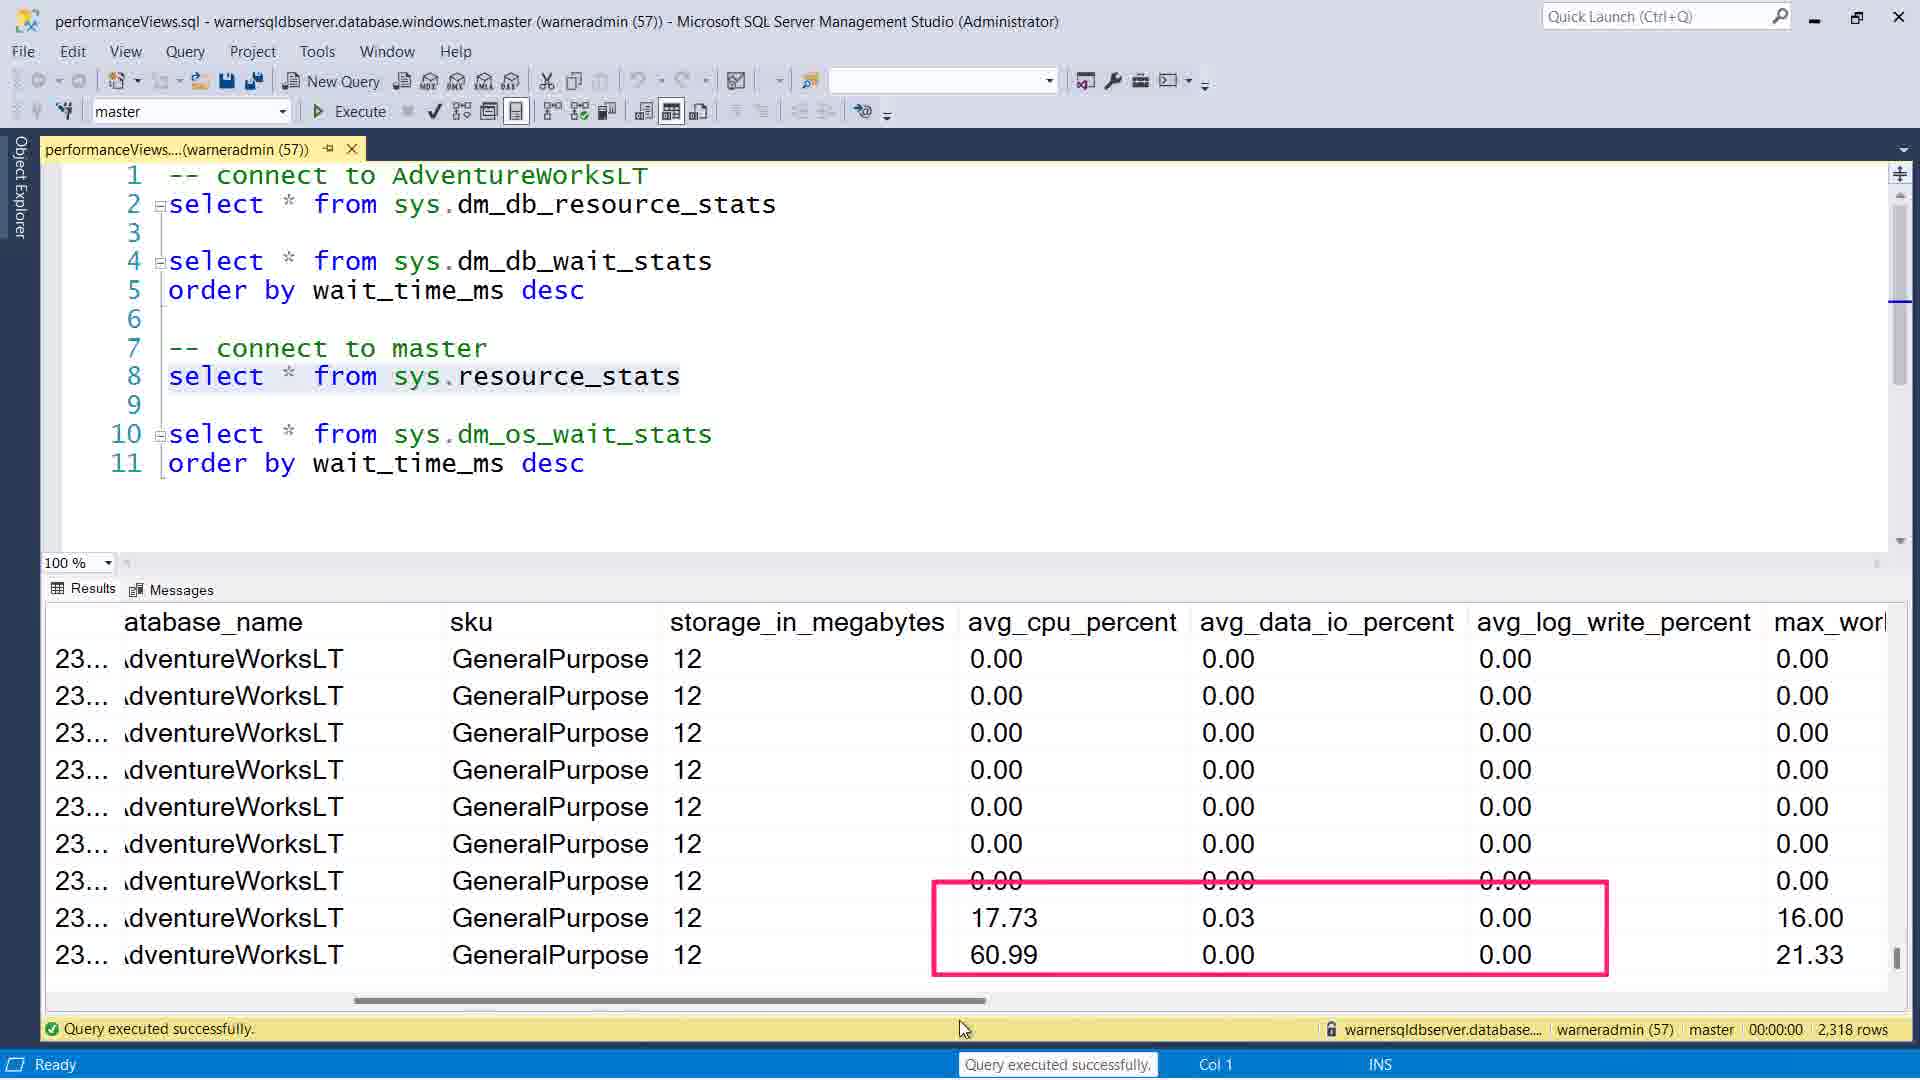 performanceViews.sql - warnersqldbserver.database.windows.net.master (warneradmin (57)) - Microsoft SQL Server Management Studio (Administrator)
Quick Launch (Ctrl+Q)
File Edit View Query Project Tools Window Help
New Query
MDX DMX XMLA DAX
master
Execute
Object Explorer
performanceViews....(warneradmin (57))
1 -- connect to AdventureWorksLT
2 select * from sys.dm_db_resource_stats
3
4 select * from sys.dm_db_wait_stats
5 order by wait_time_ms desc
6
7 -- connect to master
8 select * from sys.resource_stats
9
10 select * from sys.dm_os_wait_stats
11 order by wait_time_ms desc
100 %
Results Messages
atabase_name sku storage_in_megabytes avg_cpu_percent avg_data_io_percent avg_log_write_percent max_wor
23... dventureWorksLT GeneralPurpose 12 0.00 0.00 0.00 0.00
23... dventureWorksLT GeneralPurpose 12 0.00 0.00 0.00 0.00
23... dventureWorksLT GeneralPurpose 12 0.00 0.00 0.00 0.00
23... dventureWorksLT GeneralPurpose 12 0.00 0.00 0.00 0.00
23... dventureWorksLT GeneralPurpose 12 0.00 0.00 0.00 0.00
23... dventureWorksLT GeneralPurpose 12 0.00 0.00 0.00 0.00
23... dventureWorksLT GeneralPurpose 12 0.00 0.00 0.00 0.00
23... dventureWorksLT GeneralPurpose 12 17.73 0.03 0.00 16.00
23... dventureWorksLT GeneralPurpose 12 60.99 0.00 0.00 21.33
Query executed successfully.
warnersqldbserver.database.... warneradmin (57) master 00:00:00 2,318 rows
Ready
Query executed successfully.
Col 1
INS